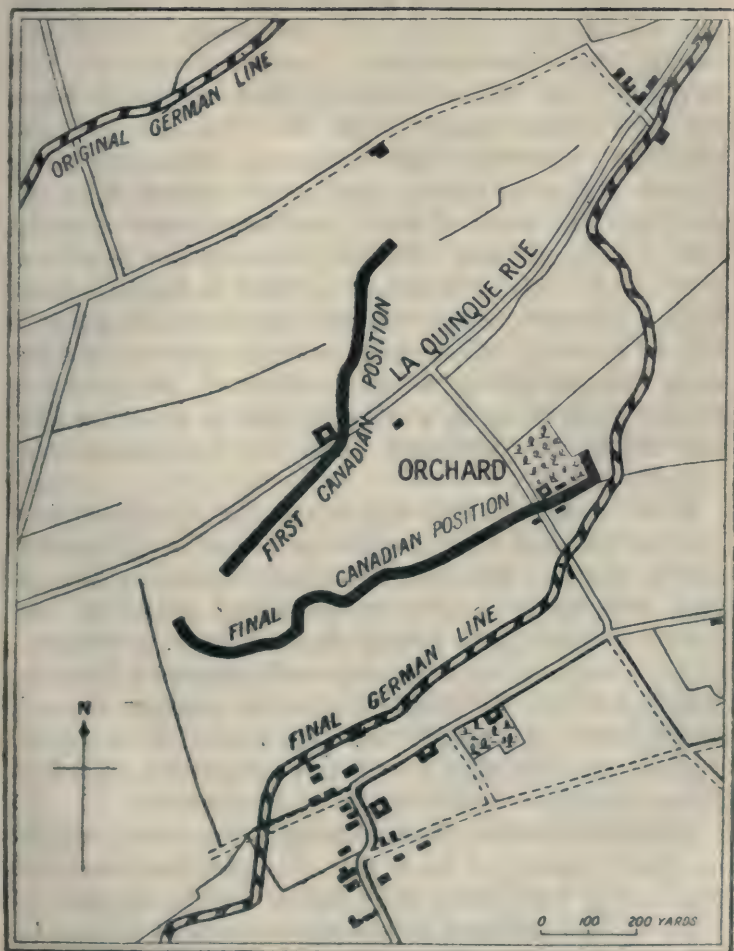 ORIGINAL GERMAN LINE
LA QUINQUE RUE
FIRST CANADIAN POSITION
ORCHARD
FINAL CANADIAN POSITION
FINAL GERMAN LINE
N
0 100 200 YARDS